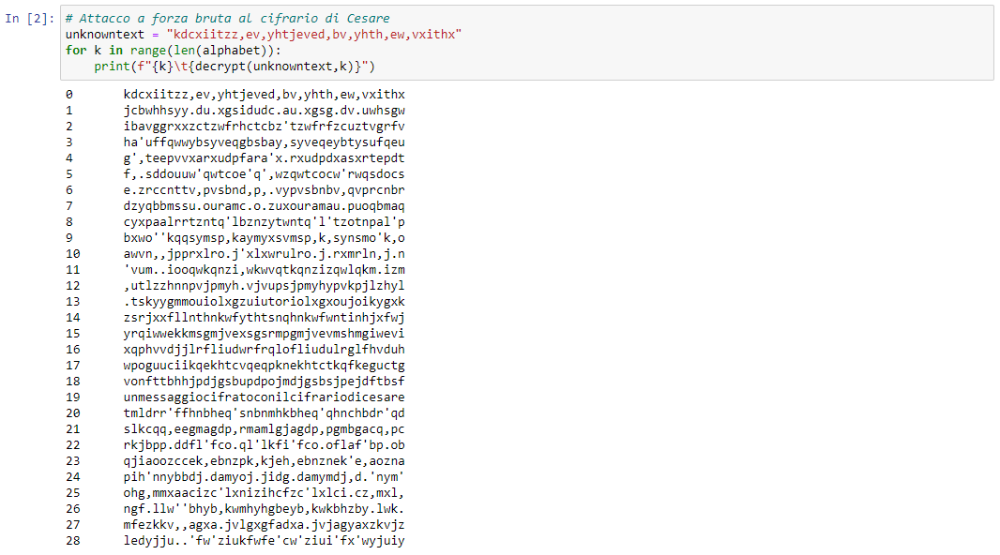 In [2]: # Attacco a forza bruta al cifrario di Cesare
unknowntext = "kdcxiitzz,ev,yhtjeved,bv,yhth,ew,vxithx"
for k in range(len(alphabet)):
    print(f"{k}\t{decrypt(unknowntext,k)}")
0 kdcxiitzz,ev,yhtjeved,bv,yhth,ew,vxithx
1 jcbwhhsyy.du.xgsidudc.au.xgsg.dv.uwhsgw
2 ibavggrxxzctzwfrhctcbz'tzwfrfzcuztvgrfv
3 ha'uffqwwybsyveqgbsbay,syveqeybtysufqeu
4 g',teepvvxarxudpfara'x.rxudpdxasxrtepdt
5 f,.sddouuw'qwtcoe'q',wzqwtcocw'rwqsdocs
6 e.zrccnttv,pvsbnd,p,.vypvsbnbv,qvprcnbr
7 dzyqbbmssu.ouramc.o.zuxouramau.puoqbmaq
8 cyxpaalrrtzntq'lbznzytwntq'l'tzotnpal'p
9 bxwo''kqqsymsp,kaymyxsvmsp,k,synsmo'k,o
10 awvn,,jpprxlro.j'xlxwrulro.j.rxmrln,j.n
11 'vum..iooqwkqnzi,wkwvqtkqnzizqwlqkm.izm
12 ,utlzzhnnpvjpmyh.vjvupsjpmyhypvkpjlzhyl
13 .tskyygmmouiolxgzuiutoriolxgxoujoikygxk
14 zsrjxxfllnthnkwfythtsnqhnkwfwntinhjxfwj
15 yrqiwwekkmsgmjvexsgsrmpgmjvevmshmgiwevi
16 xqphvvdjjlrfliudwrfrqlofliudulrglfhvduh
17 wpoguuciikqekhtcvqeqpknekhtctkqfkeguctg
18 vonfttbhhjpdjgsbupdpojmdjgsbsjpejdftbsf
19 unmessaggiocifratoconilcifrariodicesare
20 tmldrr'ffhnbheq'snbnmhkbheq'qhnchbdr'qd
21 slkcqq,eegmagdp,rmamlgjagdp,pgmbgacq,pc
22 rkjbpp.ddfl'fco.ql'lkfi'fco.oflaf'bp.ob
23 qjiaoozccek,ebnzpk,kjeh,ebnznek'e,aozna
24 pih'nnybbdj.damyoj.jidg.damymdj,d.'nym'
25 ohg,mmxaacizc'lxnizihcfzc'lxlci.cz,mxl,
26 ngf.llw''bhyb,kwmhyhgbeyb,kwkbhzby.lwk.
27 mfezkkv,,agxa.jvlgxgfadxa.jvjagyaxzkvjz
28 ledyjju..'fw'ziukfwfe'cw'ziui'fx'wyjuiy